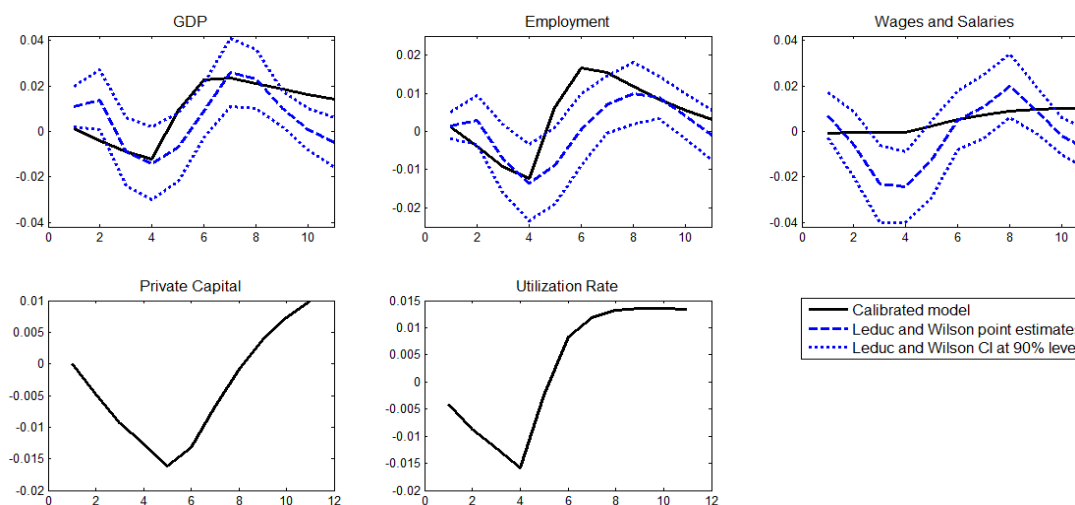 GDP
0.04
0.02
0
-0.02
-0.04
0 2 4 6 8 10
Employment
0.02
0.01
0
-0.01
-0.02
0 2 4 6 8 10
Wages and Salaries
0.04
0.02
0
-0.02
-0.04
0 2 4 6 8 10
Private Capital
0.01
0.005
0
-0.005
-0.01
-0.015
-0.02
0 2 4 6 8 10 12
Utilization Rate
0.015
0.01
0.005
0
-0.005
-0.01
-0.015
-0.02
0 2 4 6 8 10 12
Calibrated model
Leduc and Wilson point estimates
Leduc and Wilson CI at 90% level